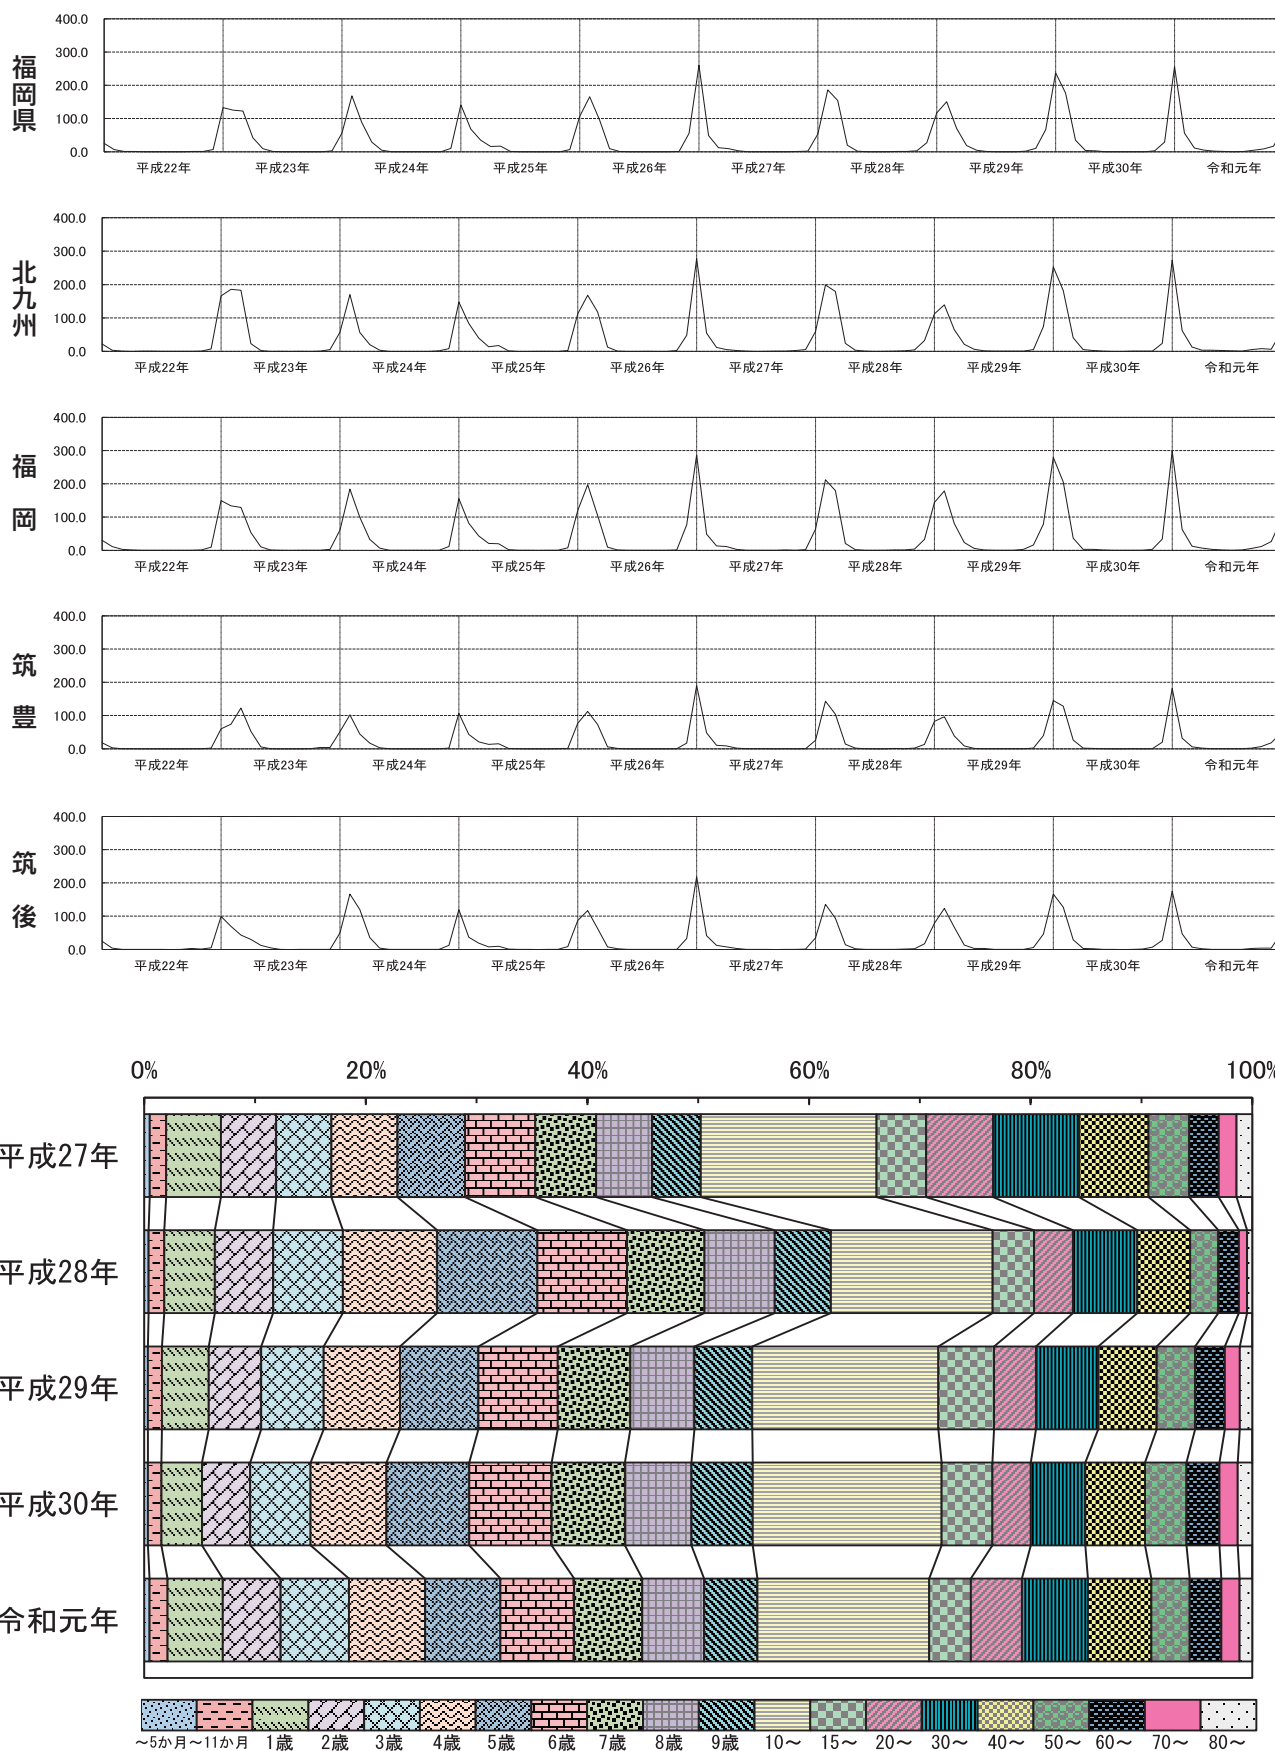 福岡県
400.0
300.0
200.0
100.0
0.0
平成22年 平成23年 平成24年 平成25年 平成26年 平成27年 平成28年 平成29年 平成30年 令和元年
北九州
400.0
300.0
200.0
100.0
0.0
平成22年 平成23年 平成24年 平成25年 平成26年 平成27年 平成28年 平成29年 平成30年 令和元年
福岡
400.0
300.0
200.0
100.0
0.0
平成22年 平成23年 平成24年 平成25年 平成26年 平成27年 平成28年 平成29年 平成30年 令和元年
筑豊
400.0
300.0
200.0
100.0
0.0
平成22年 平成23年 平成24年 平成25年 平成26年 平成27年 平成28年 平成29年 平成30年 令和元年
筑後
400.0
300.0
200.0
100.0
0.0
平成22年 平成23年 平成24年 平成25年 平成26年 平成27年 平成28年 平成29年 平成30年 令和元年
0% 20% 40% 60% 80% 100%
平成27年
平成28年
平成29年
平成30年
令和元年
～5か月 ～11か月 1歳 2歳 3歳 4歳 5歳 6歳 7歳 8歳 9歳 10～ 15～ 20～ 30～ 40～ 50～ 60～ 70～ 80～